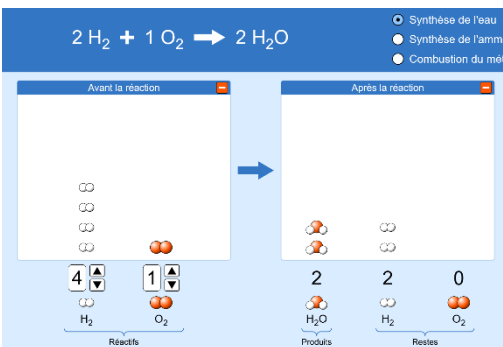 2 H₂ + 1 O₂ → 2 H₂O
Synthèse de l'eau
Synthèse de l'amm
Combustion du mét
Avant la réaction
Après la réaction
4 1
2 2 0
H₂ O₂
H₂O H₂ O₂
Réactifs
Produits Restes